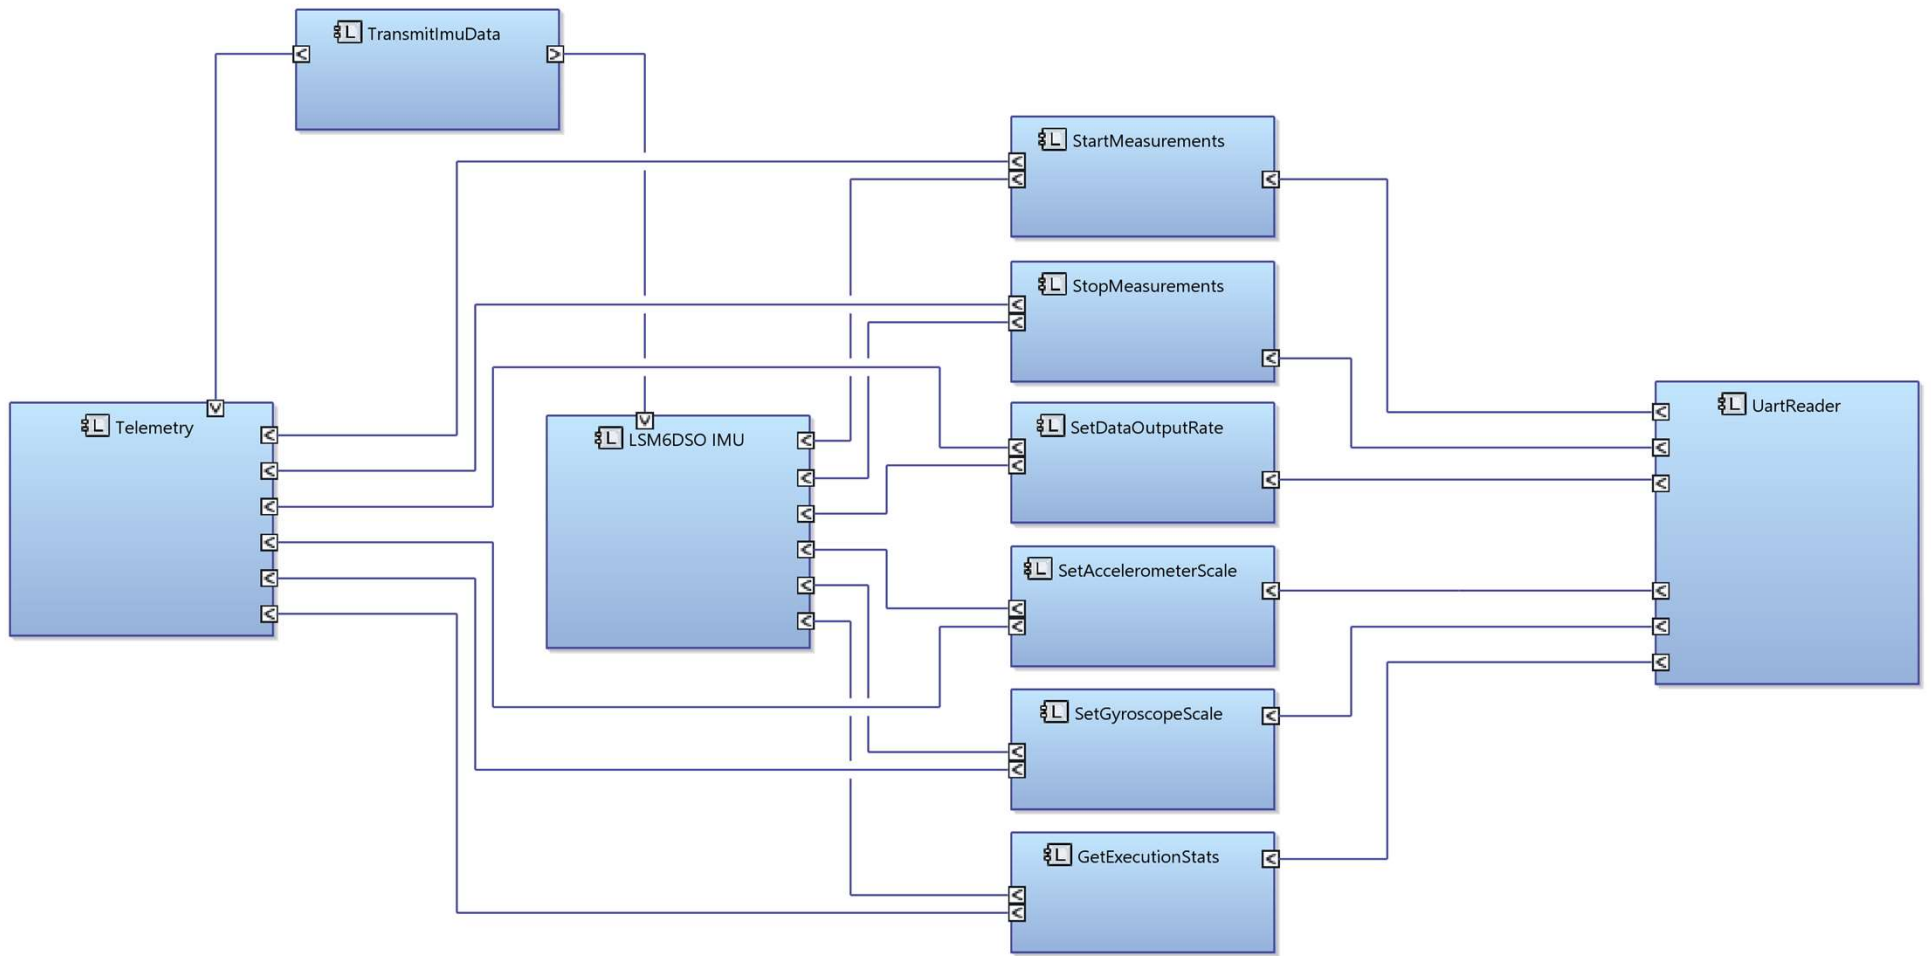 TransmitImuData
StartMeasurements
StopMeasurements
Telemetry
LSM6DSO IMU
SetDataOutputRate
UartReader
SetAccelerometerScale
SetGyroscopeScale
GetExecutionStats